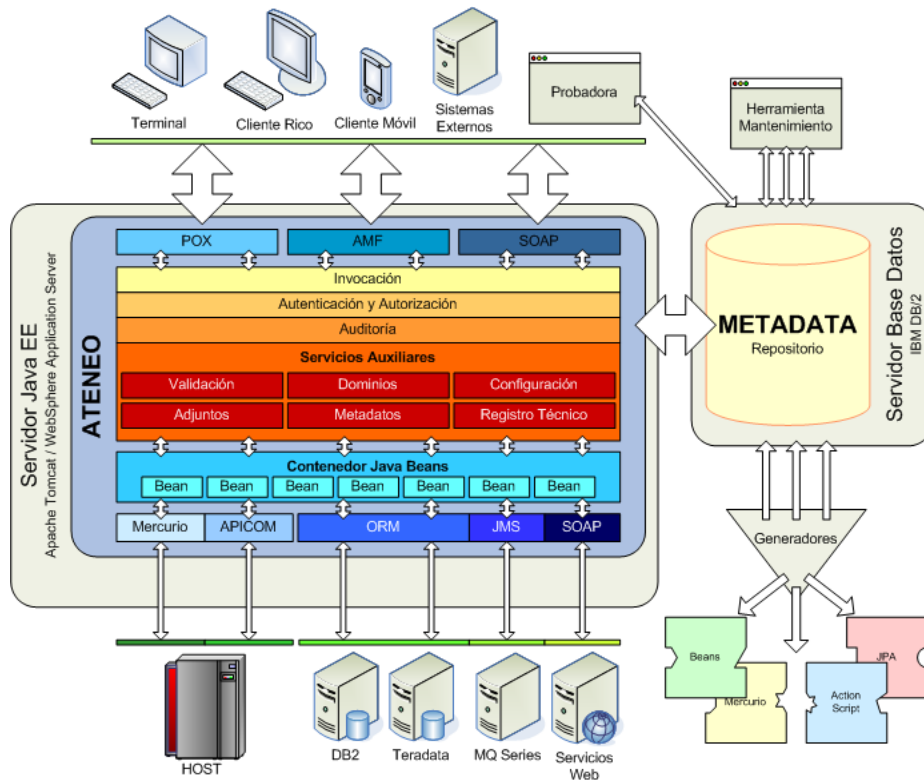 Terminal
Cliente Rico
Cliente Móvil
Sistemas
Externos
Probadora
Herramienta
Mantenimiento
Servidor Java EE
Apache Tomcat / WebSphere Application Server
ATENEO
POX
AMF
SOAP
Invocación
Autenticación y Autorización
Auditoría
Servicios Auxiliares
Validación
Dominios
Configuración
Adjuntos
Metadatos
Registro Técnico
Contenedor Java Beans
Bean
Bean
Bean
Bean
Bean
Bean
Bean
Mercurio
APICOM
ORM
JMS
SOAP
METADATA
Repositorio
Servidor Base Datos
IBM DB/2
Generadores
Beans
Mercurio
Action
Script
JPA
HOST
DB2
Teradata
MQ Series
Servicios
Web